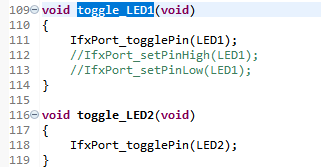 109 void toggle_LED1(void)
110 {
111 IfxPort_togglePin(LED1);
112 //IfxPort_setPinHigh(LED1);
113 //IfxPort_setPinLow(LED1);
114 }
115
116 void toggle_LED2(void)
117 {
118 IfxPort_togglePin(LED2);
119 }